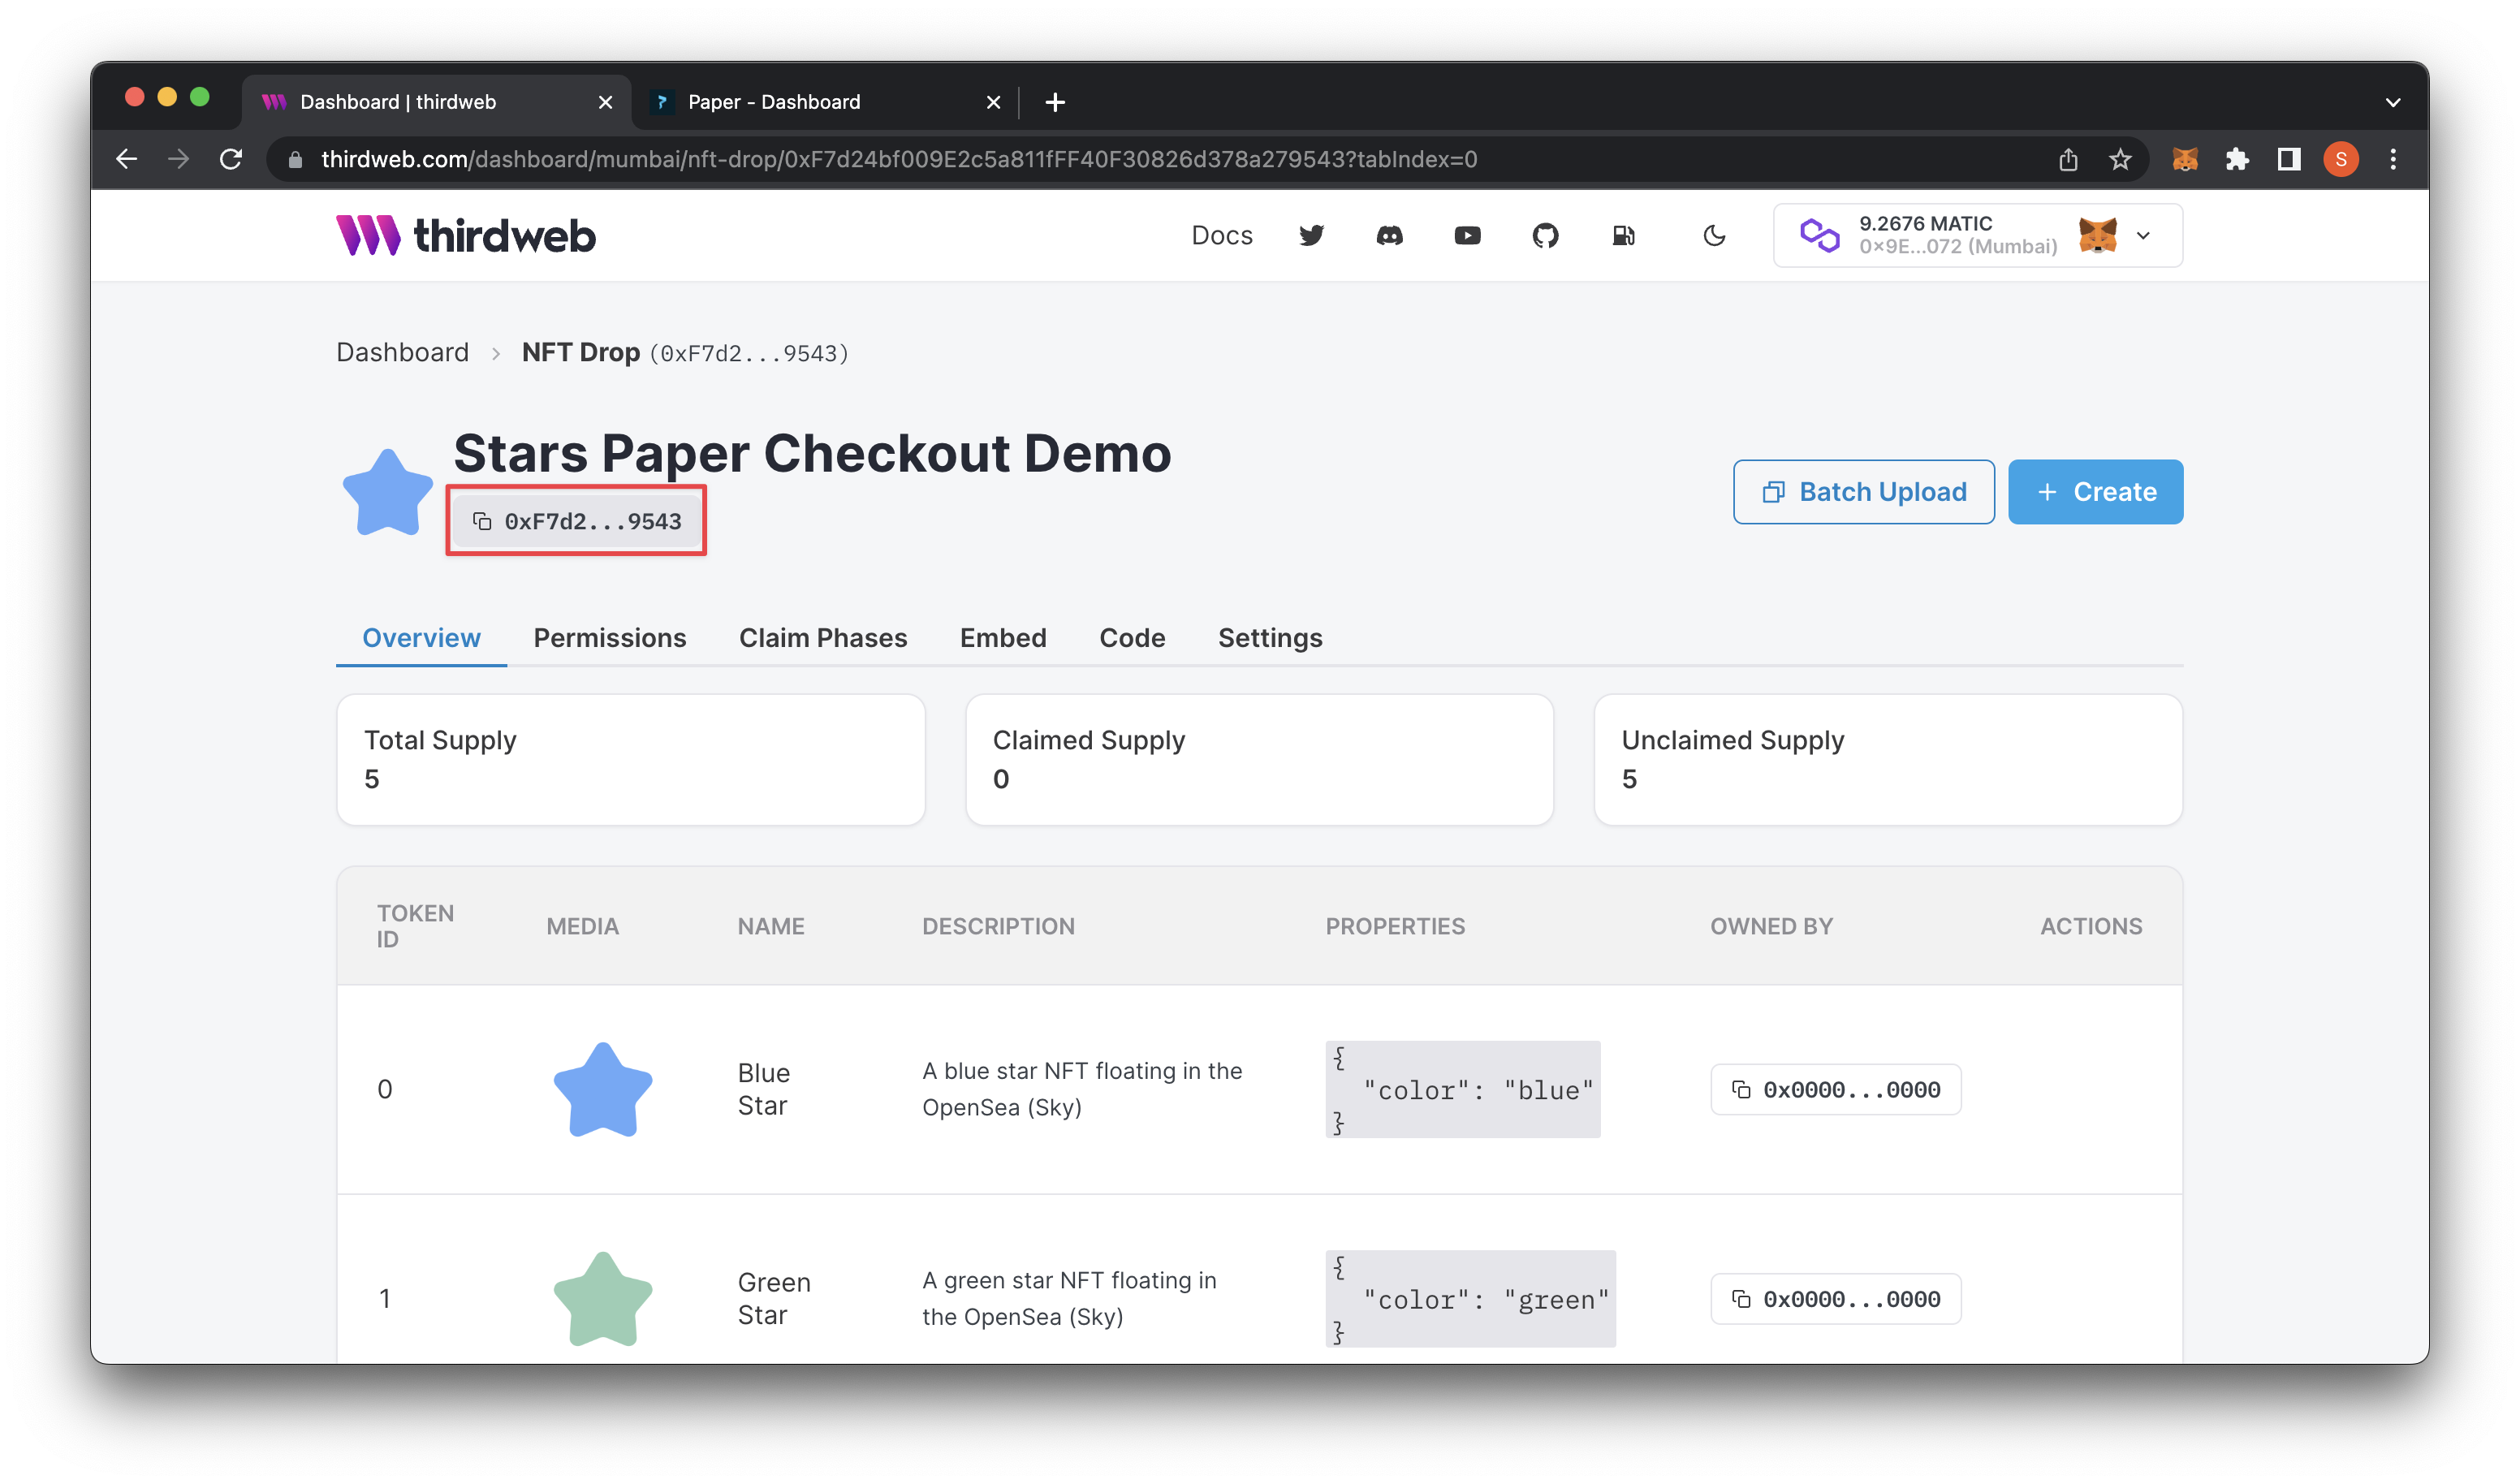 Dashboard | thirdweb
Paper - Dashboard
thirdweb.com/dashboard/mumbai/nft-drop/0xF7d24bf009E2c5a811fFF40F30826d378a279543?tabIndex=0
S
thirdweb
Docs
9.2676 MATIC
0x9E...072 (Mumbai)
Dashboard > NFT Drop (0xF7d2...9543)
Stars Paper Checkout Demo
0xF7d2...9543
Batch Upload
+ Create
Overview Permissions Claim Phases Embed Code Settings
Total Supply
5
Claimed Supply
0
Unclaimed Supply
5
TOKEN
ID
MEDIA
NAME
DESCRIPTION
PROPERTIES
OWNED BY
ACTIONS
0
Blue
Star
A blue star NFT floating in the
OpenSea (Sky)
{
"color": "blue"
}
0x0000...0000
1
Green
Star
A green star NFT floating in
the OpenSea (Sky)
{
"color": "green"
}
0x0000...0000